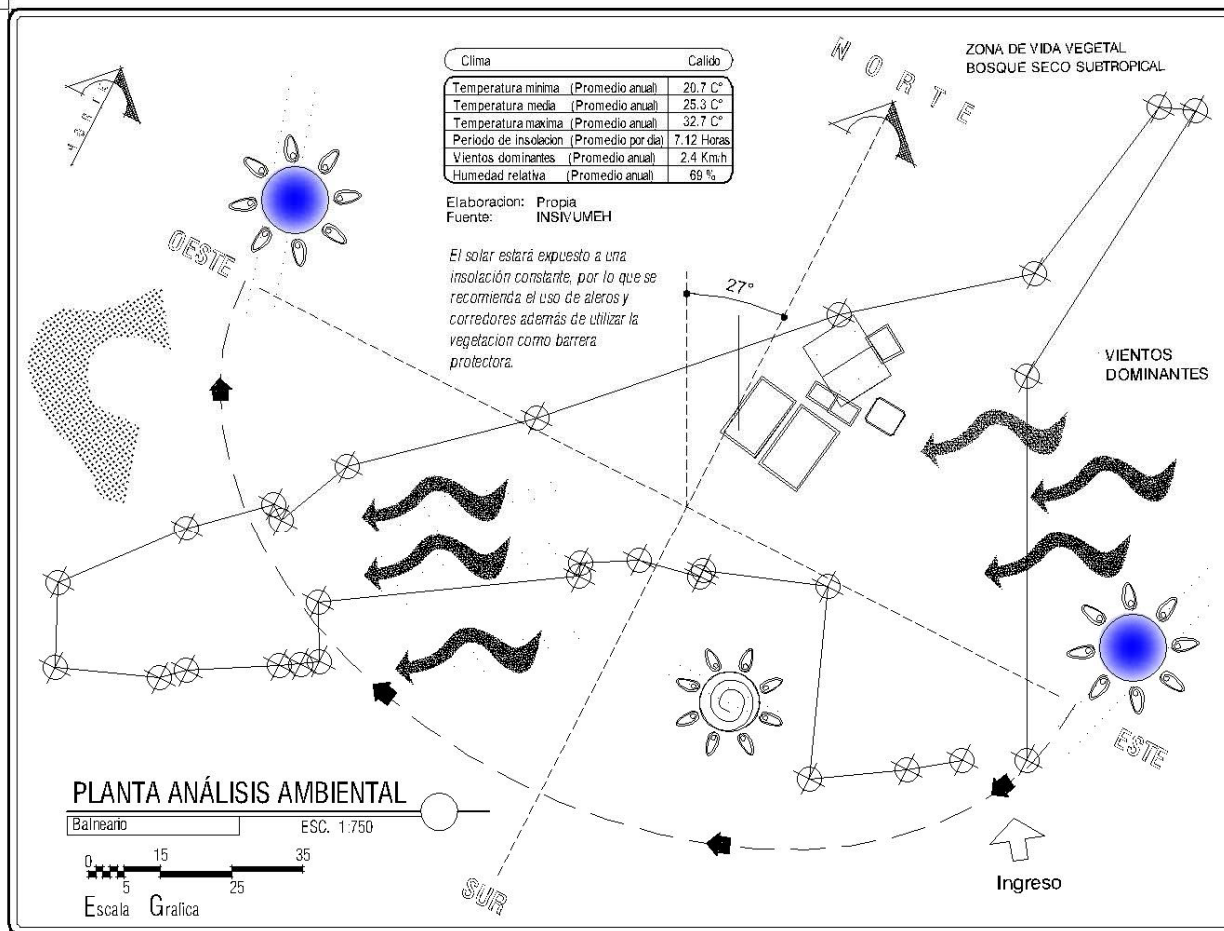 NORTE
Clima Calido
Temperatura minima (Promedio anual) 20.7 C°
Temperatura media (Promedio anual) 25.3 C°
Temperatura maxima (Promedio anual) 32.7 C°
Periodo de insolacion (Promedio por dia) 7.12 Horas
Vientos dominantes (Promedio anual) 2.4 Km/h
Humedad relativa (Promedio anual) 69 %
Elaboracion: Propia
Fuente: INSIVUMEH
El solar estará expuesto a una
insolación constante, por lo que se
recomienda el uso de aleros y
corredores además de utilizar la
vegetacion como barrera
protectora.
NORTE
ZONA DE VIDA VEGETAL
BOSQUE SECO SUBTROPICAL
OESTE
27°
VIENTOS
DOMINANTES
ESTE
SUR
Ingreso
PLANTA ANÁLISIS AMBIENTAL
Balneario ESC. 1:750
0 15 35
5 25
Escala Grafica